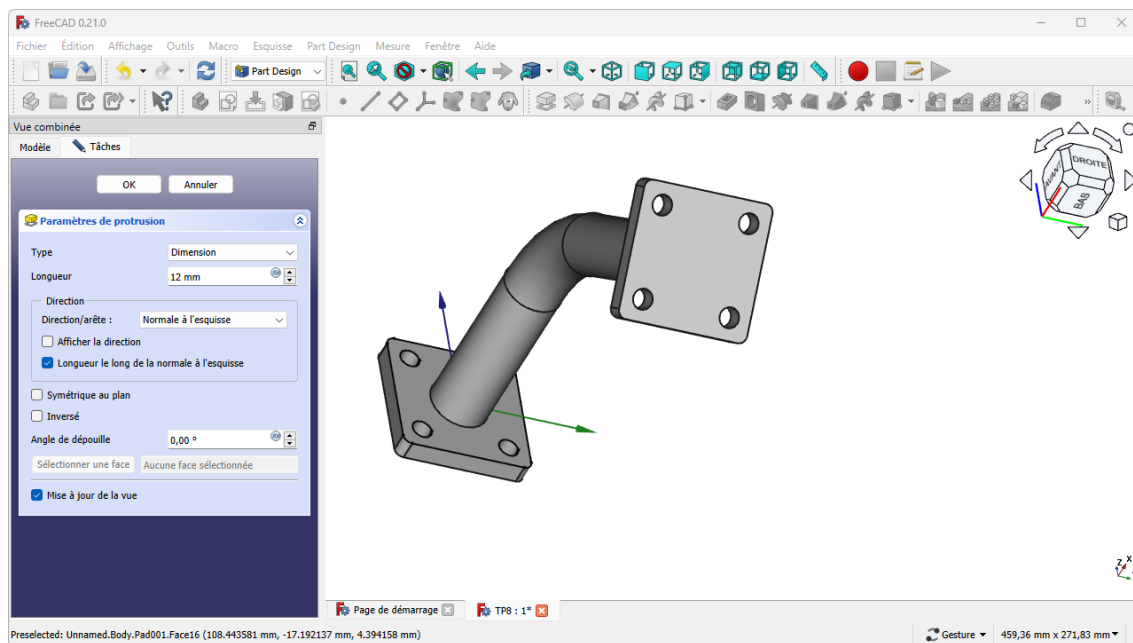 FreeCAD 0.21.0
Fichier Édition Affichage Outils Macro Esquisse Part Design Mesure Fenêtre Aide
Part Design
»
Vue combinée
Modèle Tâches
OK Annuler
Paramètres de protrusion
Type Dimension
Longueur 12 mm
Direction
Direction/arête : Normale à l'esquisse
Afficher la direction
Longueur le long de la normale à l'esquisse
Symétrique au plan
Inversé
Angle de dépouille 0,00 °
Sélectionner une face Aucune face sélectionnée
Mise à jour de la vue
DROITE
AVANT
BAS
Z X
Page de démarrage TP8 : 1*
Preselected: Unnamed.Body.Pad001.Face16 (108.443581 mm, -17.192137 mm, 4.394158 mm) Gesture 459,36 mm x 271,83 mm